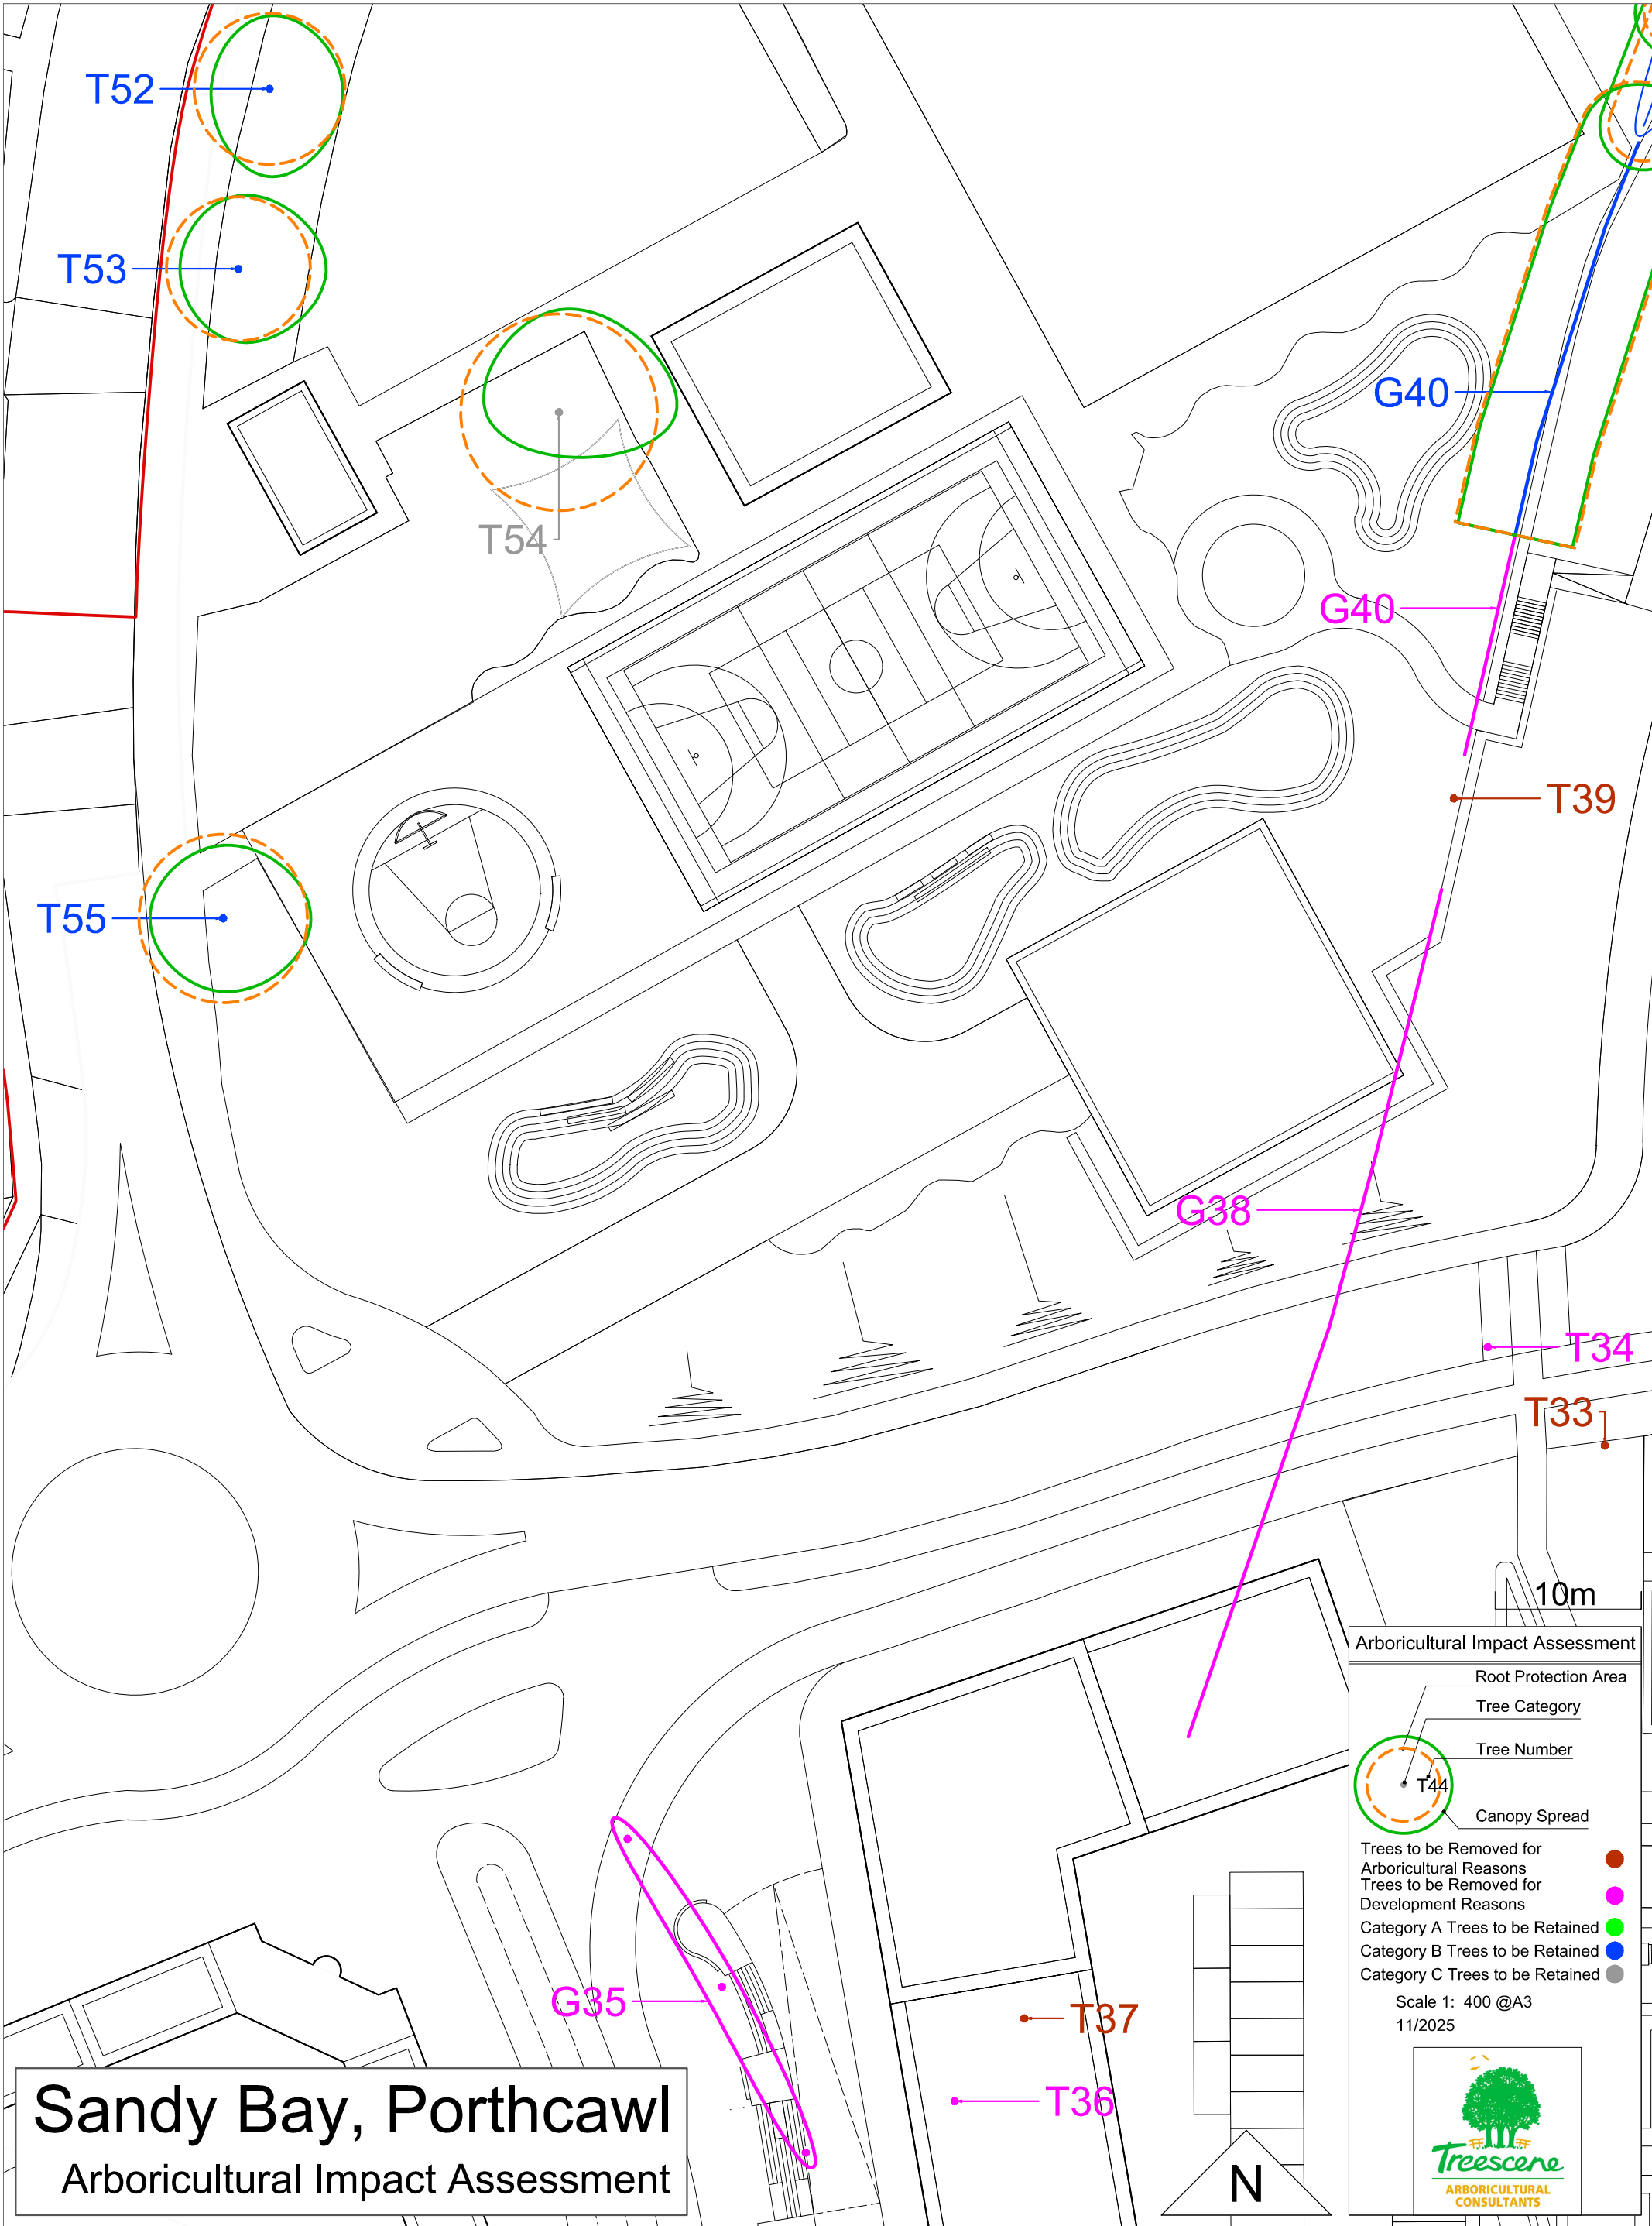 T52
T53
T54
G40
G40
T39
T55
G38
T34
T33
10m
Arboricultural Impact Assessment
Root Protection Area
Tree Category
Tree Number
T44
Canopy Spread
Trees to be Removed for
Arboricultural Reasons
Trees to be Removed for
Development Reasons
Category A Trees to be Retained
Category B Trees to be Retained
Category C Trees to be Retained
Scale 1: 400 @A3
11/2025
Treescene
ARBORICULTURAL
CONSULTANTS
G35
T37
T36
N
Sandy Bay, Porthcawl
Arboricultural Impact Assessment